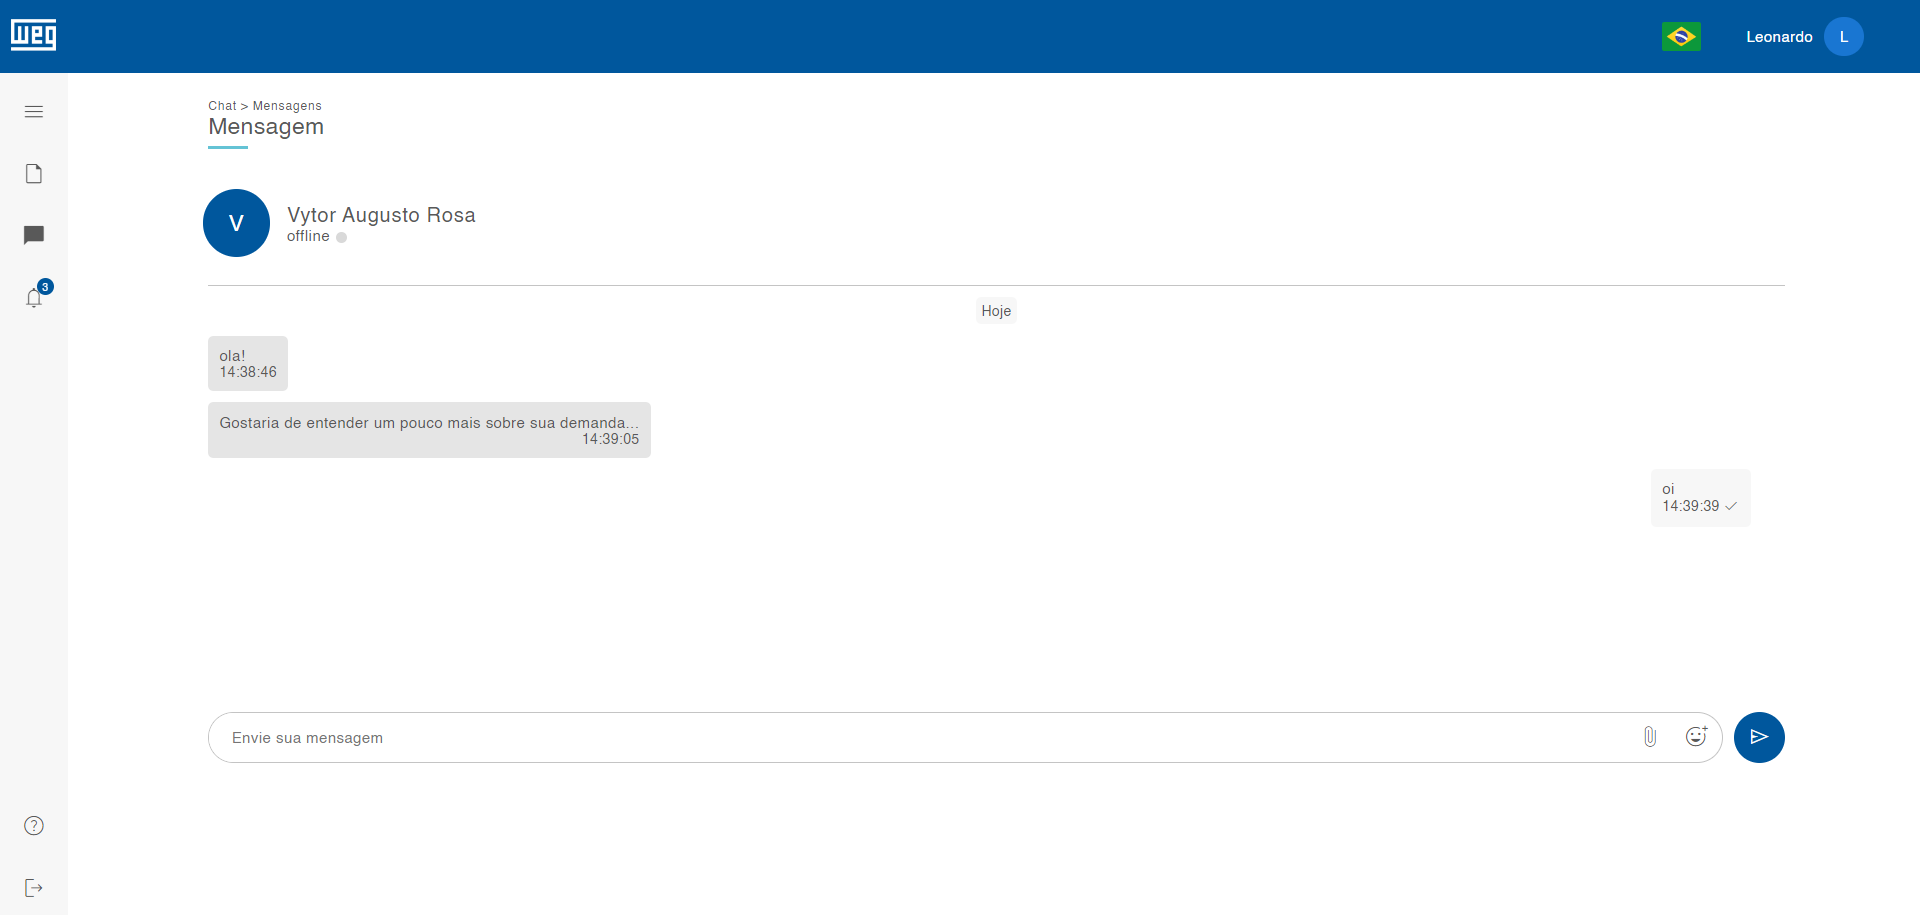 weg
Leonardo L
Chat > Mensagens
Mensagem
V
Vytor Augusto Rosa
offline
3
Hoje
ola!
14:38:46
Gostaria de entender um pouco mais sobre sua demanda...
14:39:05
oi
14:39:39
Envie sua mensagem
?